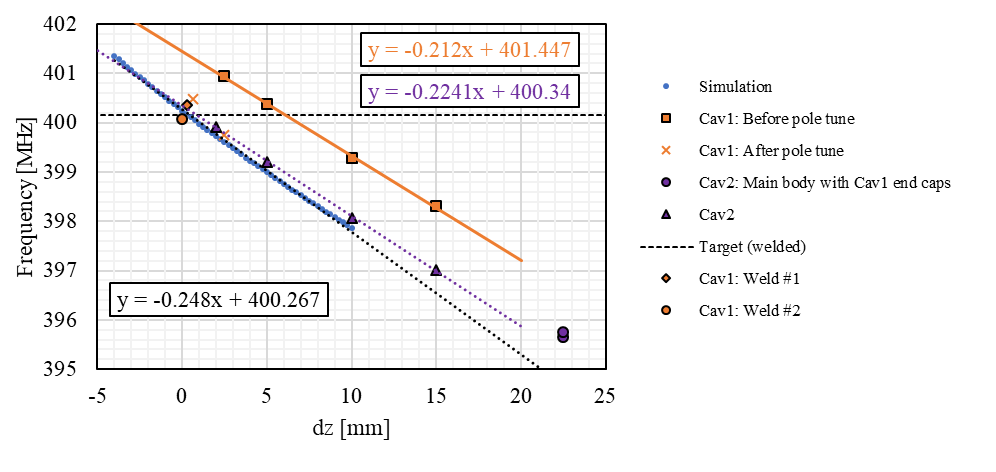 402
401
400
399
398
397
396
395
Frequency [MHz]
-5 0 5 10 15 20 25
dz [mm]
y = -0.212x + 401.447
y = -0.2241x + 400.34
y = -0.248x + 400.267
Simulation
Cav1: Before pole tune
Cav1: After pole tune
Cav2: Main body with Cav1 end caps
Cav2
Target (welded)
Cav1: Weld #1
Cav1: Weld #2